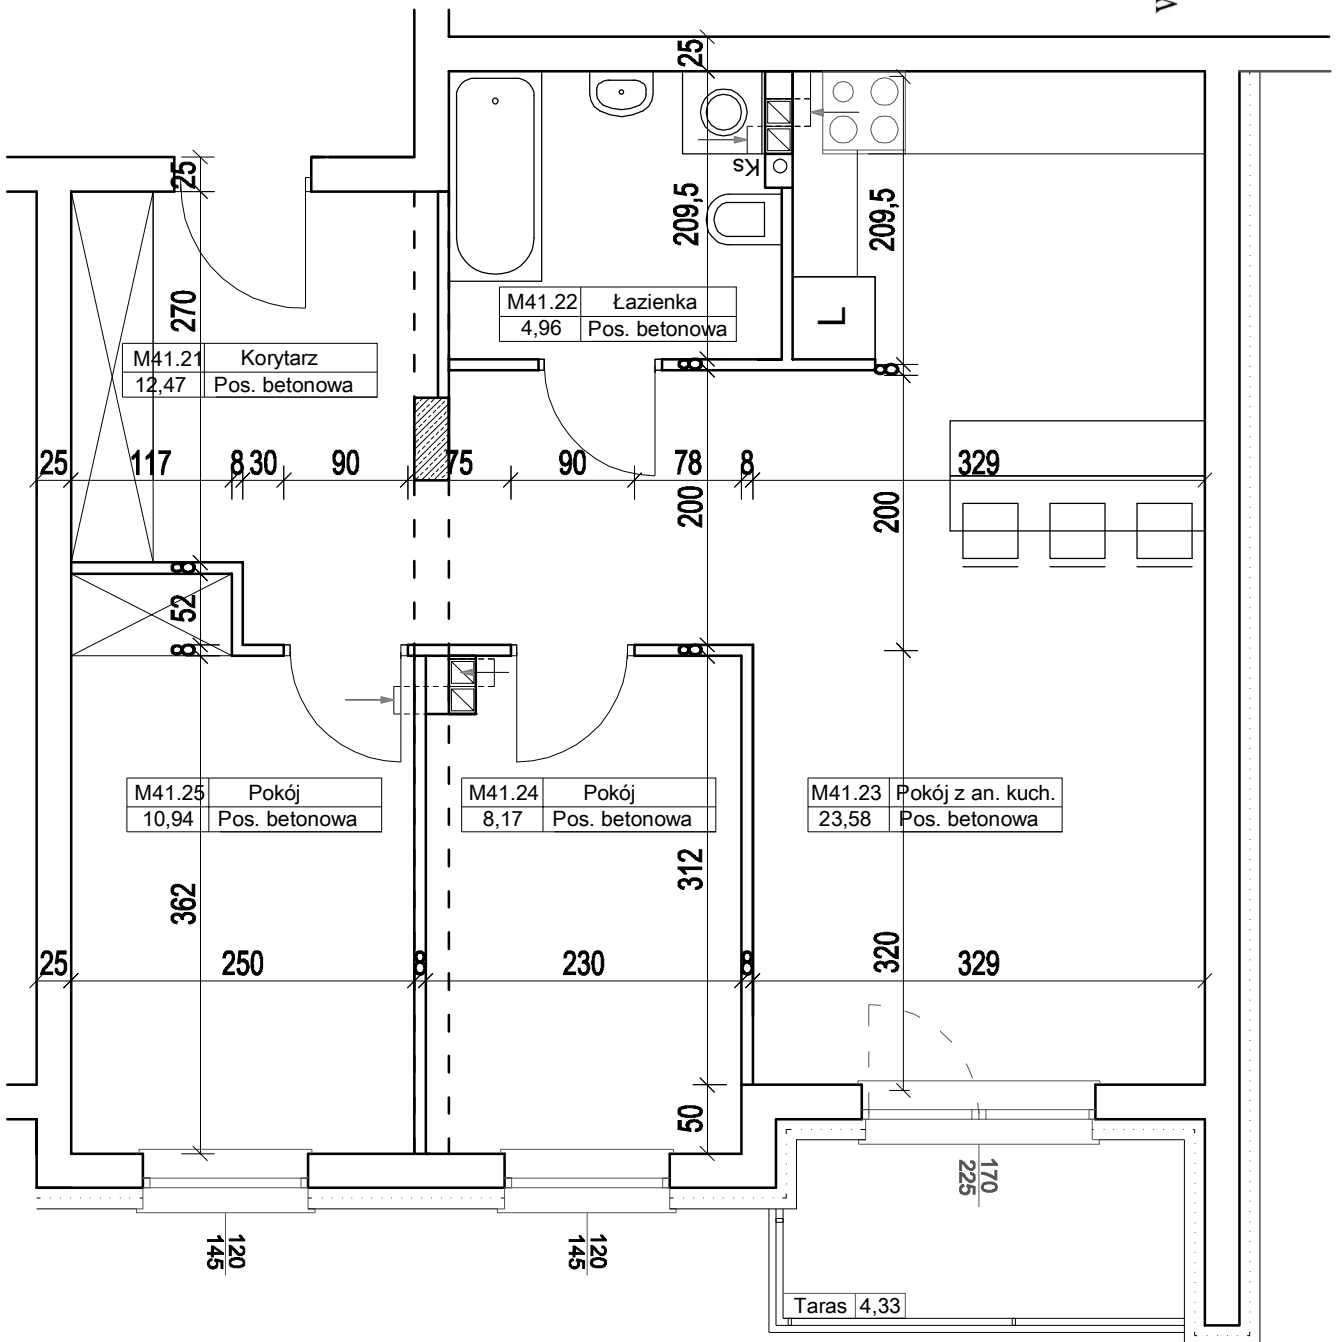 25
25
Ks
209,5
209,5
270
M41.22 Łazienka
4,96 Pos. betonowa
L
M41.21 Korytarz
12,47 Pos. betonowa
8
8
25 117 8 30 90 75 90 78 8 329
200
200
8
52
8
8
M41.25 Pokój
10,94 Pos. betonowa
M41.24 Pokój
8,17 Pos. betonowa
M41.23 Pokój z an. kuch.
23,58 Pos. betonowa
362
312
320
25 250 8 230 8 329
50
170
225
120
145
120
145
Taras 4,33